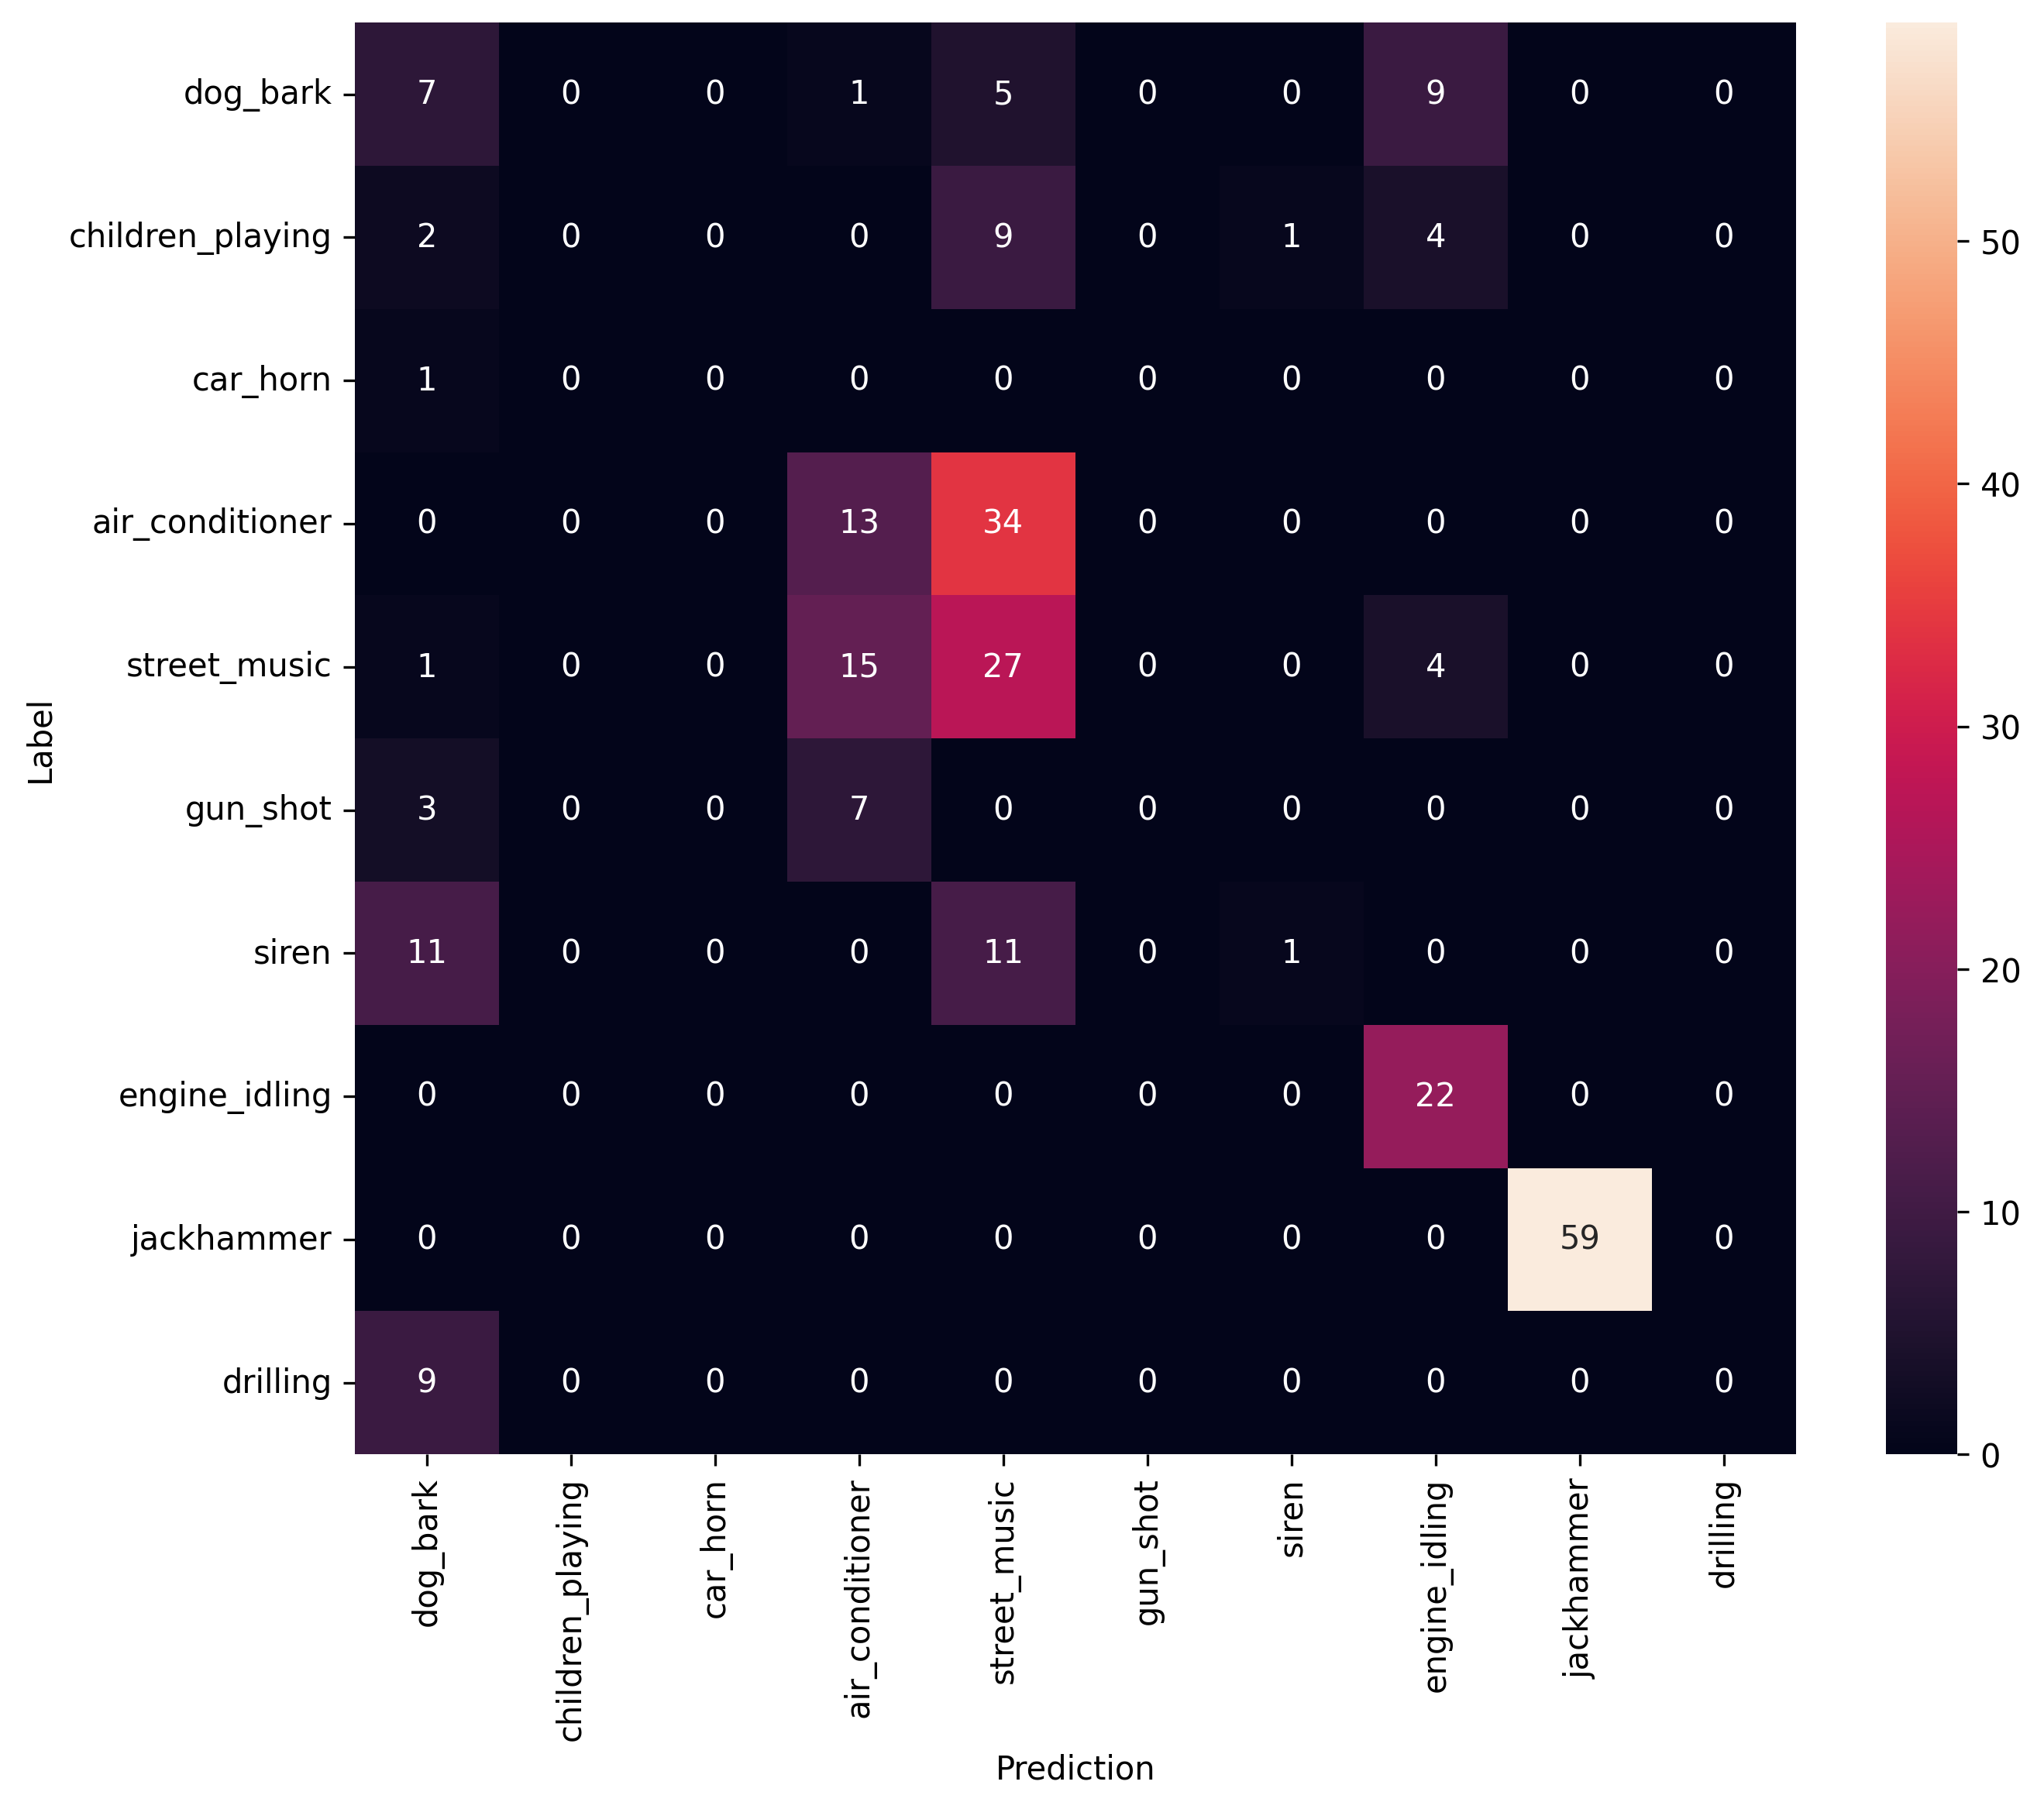 dog_bark 7 0 0 1 5 0 0 9 0 0
children_playing 2 0 0 0 9 0 1 4 0 0
car_horn 1 0 0 0 0 0 0 0 0 0
air_conditioner 0 0 0 13 34 0 0 0 0 0
street_music 1 0 0 15 27 0 0 4 0 0
gun_shot 3 0 0 7 0 0 0 0 0 0
siren 11 0 0 0 11 0 1 0 0 0
engine_idling 0 0 0 0 0 0 0 22 0 0
jackhammer 0 0 0 0 0 0 0 0 59 0
drilling 9 0 0 0 0 0 0 0 0 0
Label
dog_bark
children_playing
car_horn
air_conditioner
street_music
gun_shot
siren
engine_idling
jackhammer
drilling
Prediction
50
40
30
20
10
0